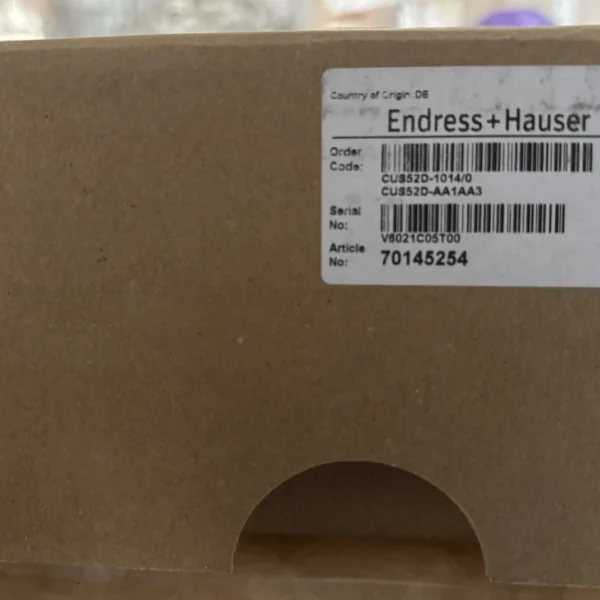 Country of Origin: DE
Endress+Hauser
Order
Code:
CUS52D-1014/0
CUS52D-AA1AA3
Serial
No:
V6021C05T00
Article
No:
70145254